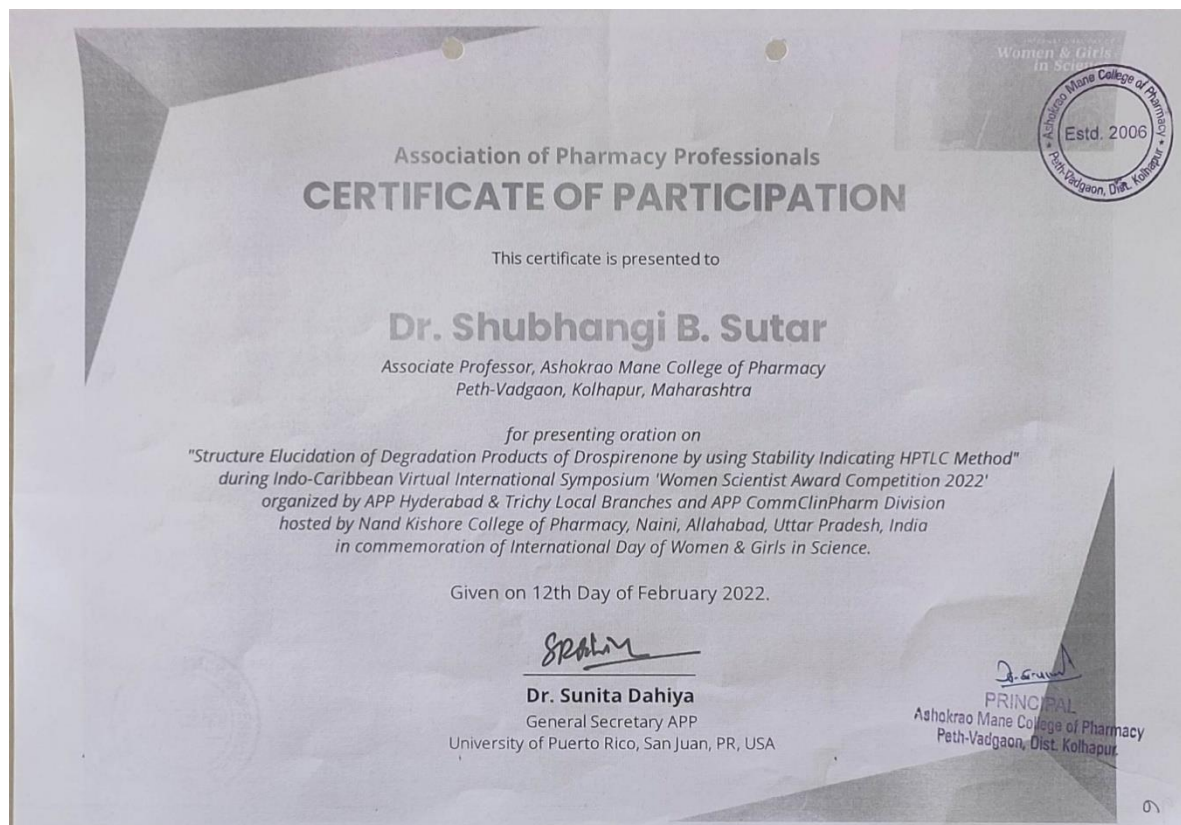 Women & Girls
in Science
Ashokrao Mane College of Pharmacy
Estd. 2006
Peth-Vadgaon, Dist. Kolhapur
Association of Pharmacy Professionals
CERTIFICATE OF PARTICIPATION
This certificate is presented to
Dr. Shubhangi B. Sutar
Associate Professor, Ashokrao Mane College of Pharmacy
Peth-Vadgaon, Kolhapur, Maharashtra
for presenting oration on
"Structure Elucidation of Degradation Products of Drospirenone by using Stability Indicating HPTLC Method"
during Indo-Caribbean Virtual International Symposium 'Women Scientist Award Competition 2022'
organized by APP Hyderabad & Trichy Local Branches and APP CommClinPharm Division
hosted by Nand Kishore College of Pharmacy, Naini, Allahabad, Uttar Pradesh, India
in commemoration of International Day of Women & Girls in Science.
Given on 12th Day of February 2022.
Dr. Sunita Dahiya
General Secretary APP
University of Puerto Rico, San Juan, PR, USA
PRINCIPAL
Ashokrao Mane College of Pharmacy
Peth-Vadgaon, Dist. Kolhapur.